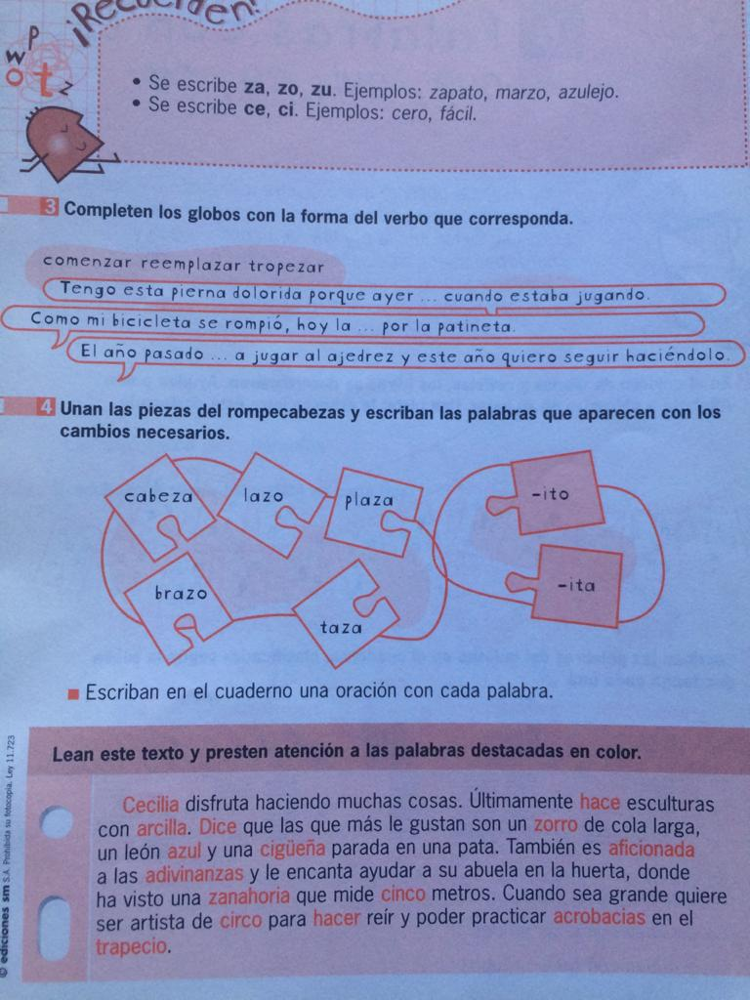 ¡Recuerden!
P
w
o t z
• Se escribe za, zo, zu. Ejemplos: zapato, marzo, azulejo.
• Se escribe ce, ci. Ejemplos: cero, fácil.
3 Completen los globos con la forma del verbo que corresponda.
comenzar reemplazar tropezar
Tengo esta pierna dolorida porque ayer ... cuando estaba jugando.
Como mi bicicleta se rompió, hoy la ... por la patineta.
El año pasado ... a jugar al ajedrez y este año quiero seguir haciéndolo.
4 Unan las piezas del rompecabezas y escriban las palabras que aparecen con los
cambios necesarios.
cabeza lazo plaza -ito
brazo taza -ita
■ Escriban en el cuaderno una oración con cada palabra.
Lean este texto y presten atención a las palabras destacadas en color.
Cecilia disfruta haciendo muchas cosas. Últimamente hace esculturas
con arcilla. Dice que las que más le gustan son un zorro de cola larga,
un león azul y una cigüeña parada en una pata. También es aficionada
a las adivinanzas y le encanta ayudar a su abuela en la huerta, donde
ha visto una zanahoria que mide cinco metros. Cuando sea grande quiere
ser artista de circo para hacer reír y poder practicar acrobacias en el
trapecio.
© ediciones sm S.A. Prohibida su fotocopia. Ley 11.723